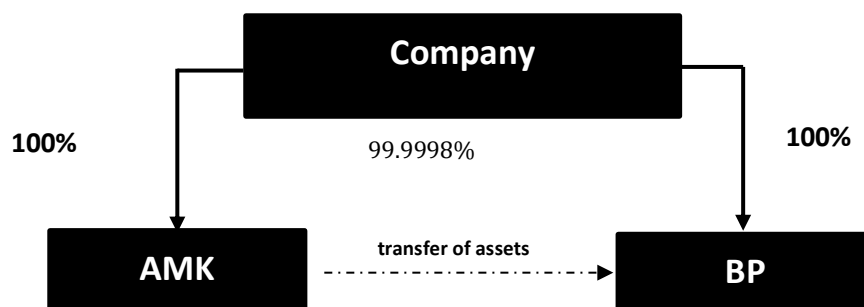 Company
100%
99.9998%
100%
AMK
transfer of assets
BP